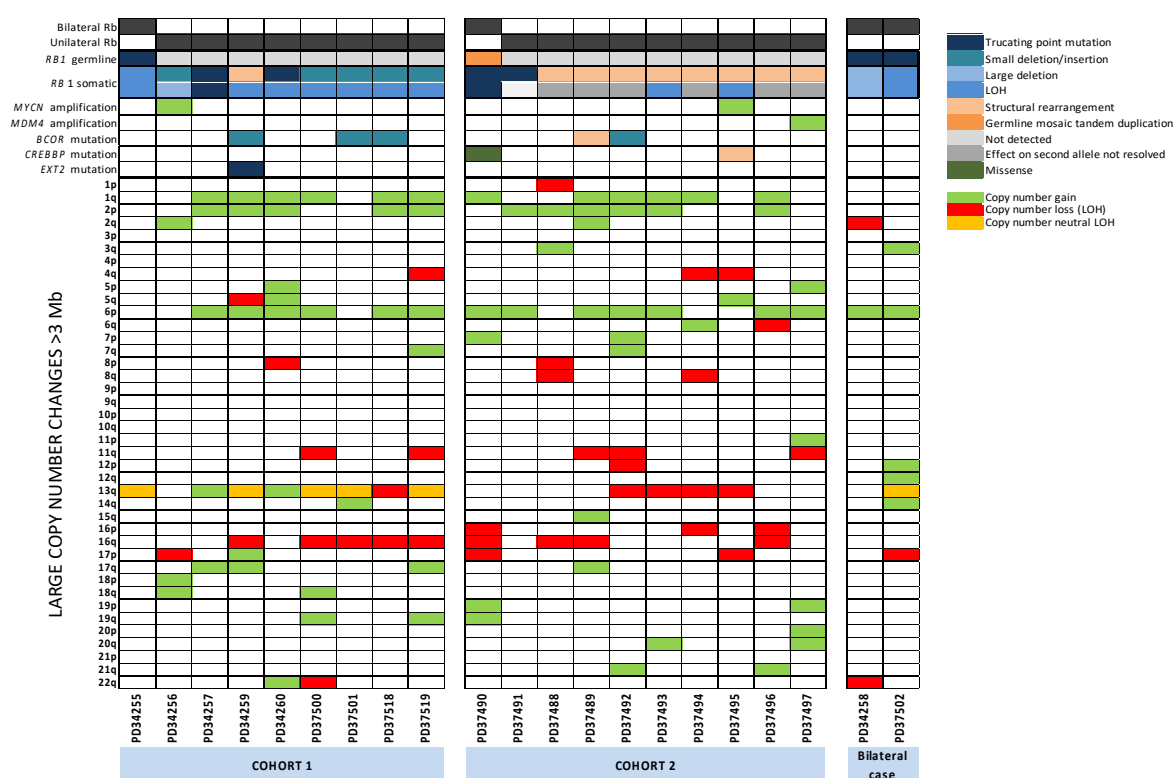 Bilateral Rb
Unilateral Rb
RB1 germline
RB1 somatic
MYCN amplification
MDM4 amplification
BCOR mutation
CREBBP mutation
EXT2 mutation
1p
1q
2p
2q
3p
3q
4p
4q
5p
5q
6p
6q
7p
7q
8p
8q
9p
9q
10p
10q
11p
11q
12p
12q
13q
14q
15q
16p
16q
17p
17q
18p
18q
19p
19q
20p
20q
21p
21q
22q
LARGE COPY NUMBER CHANGES >3 Mb
Trucating point mutation
Small deletion/insertion
Large deletion
LOH
Structural rearrangement
Germline mosaic tandem duplication
Not detected
Effect on second allele not resolved
Missense
Copy number gain
Copy number loss (LOH)
Copy number neutral LOH
PD34255
PD34256
PD34257
PD34259
PD34260
PD37500
PD37501
PD37518
PD37519
PD37490
PD37491
PD37488
PD37489
PD37492
PD37493
PD37494
PD37495
PD37496
PD37497
PD34258
PD37502
COHORT 1
COHORT 2
Bilateral
case